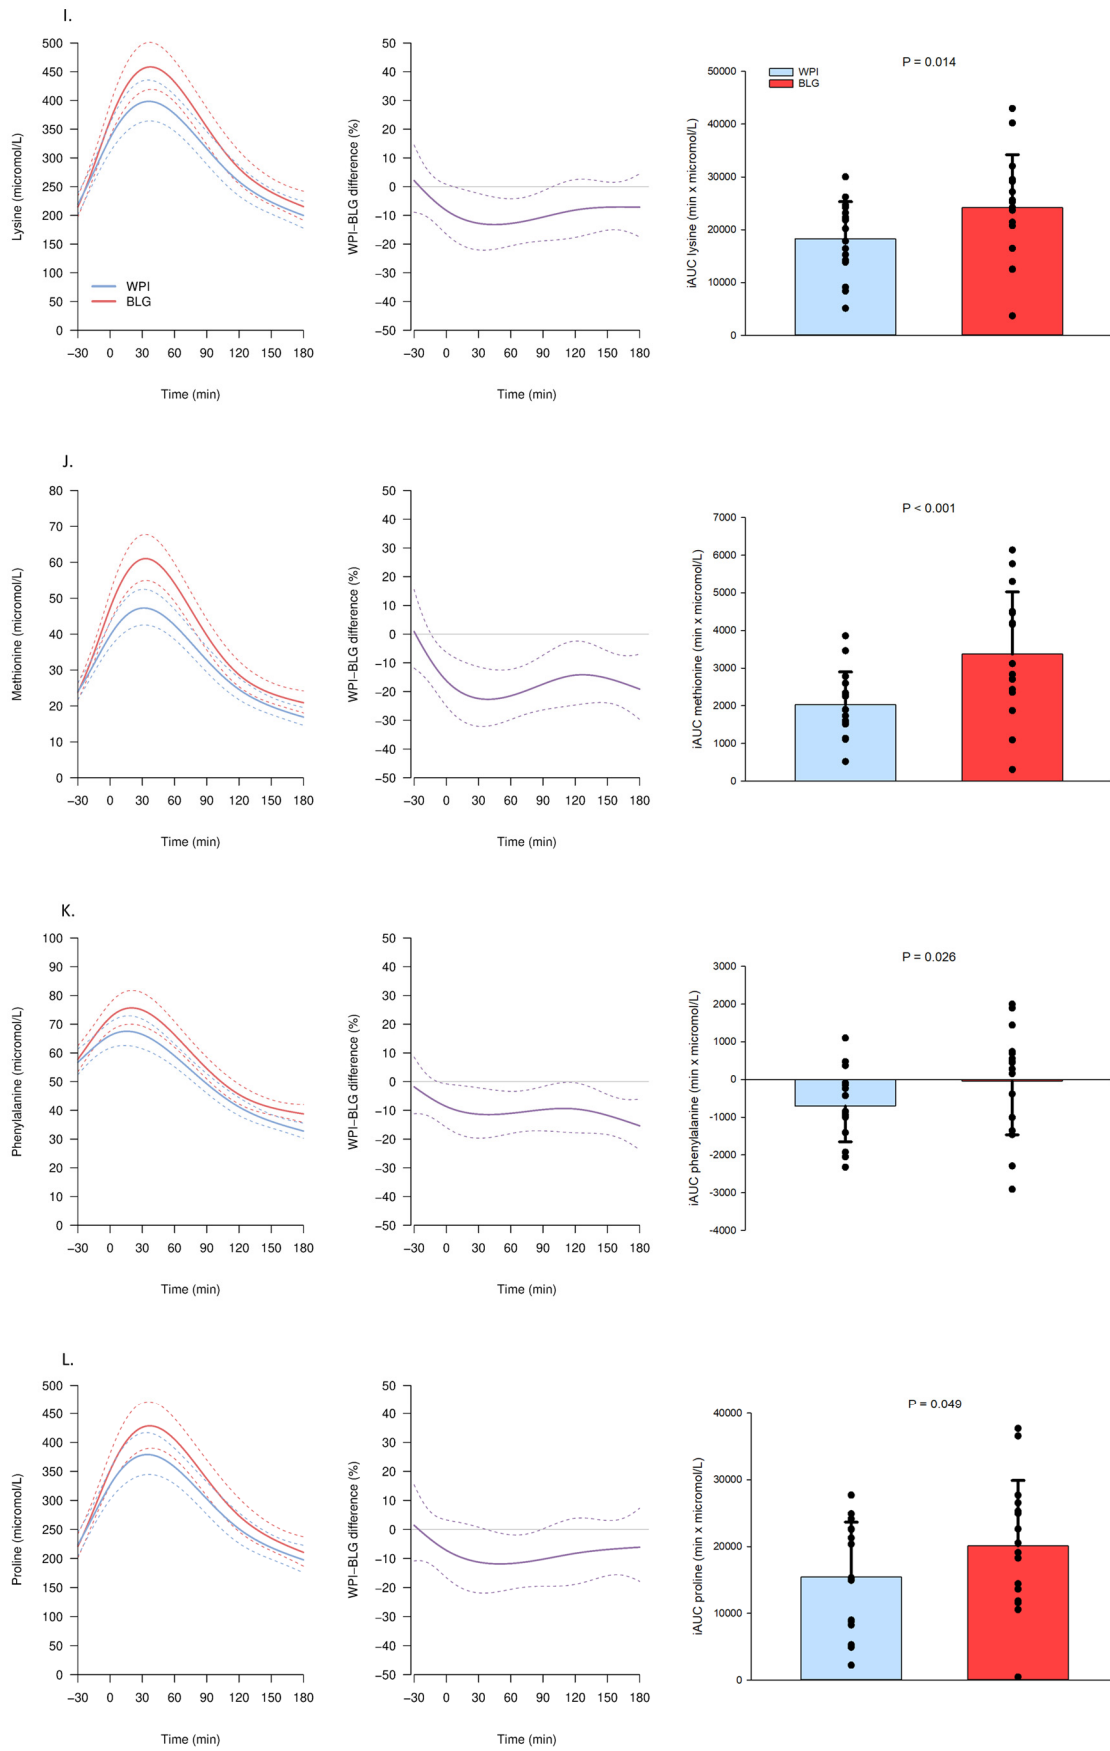 I.
500
450
400
350
300
250
200
150
100
50
0
Lysine (micromol/L)
WPI
BLG
−30 0 30 60 90 120 150 180
Time (min)
50
40
30
20
10
0
−10
−20
−30
−40
−50
WPI−BLG difference (%)
−30 0 30 60 90 120 150 180
Time (min)
P = 0.014
WPI
BLG
50000
40000
30000
20000
10000
0
iAUC lysine (min x micromol/L)
J.
80
70
60
50
40
30
20
10
0
Methionine (micromol/L)
−30 0 30 60 90 120 150 180
Time (min)
50
40
30
20
10
0
−10
−20
−30
−40
−50
WPI−BLG difference (%)
−30 0 30 60 90 120 150 180
Time (min)
P < 0.001
7000
6000
5000
4000
3000
2000
1000
0
iAUC methionine (min x micromol/L)
K.
100
90
80
70
60
50
40
30
20
10
0
Phenylalanine (micromol/L)
−30 0 30 60 90 120 150 180
Time (min)
50
40
30
20
10
0
−10
−20
−30
−40
−50
WPI−BLG difference (%)
−30 0 30 60 90 120 150 180
Time (min)
P = 0.026
3000
2000
1000
0
-1000
-2000
-3000
-4000
iAUC phenylalanine (min x micromol/L)
L.
500
450
400
350
300
250
200
150
100
50
0
Proline (micromol/L)
−30 0 30 60 90 120 150 180
Time (min)
50
40
30
20
10
0
−10
−20
−30
−40
−50
WPI−BLG difference (%)
−30 0 30 60 90 120 150 180
Time (min)
P = 0.049
40000
30000
20000
10000
0
iAUC proline (min x micromol/L)